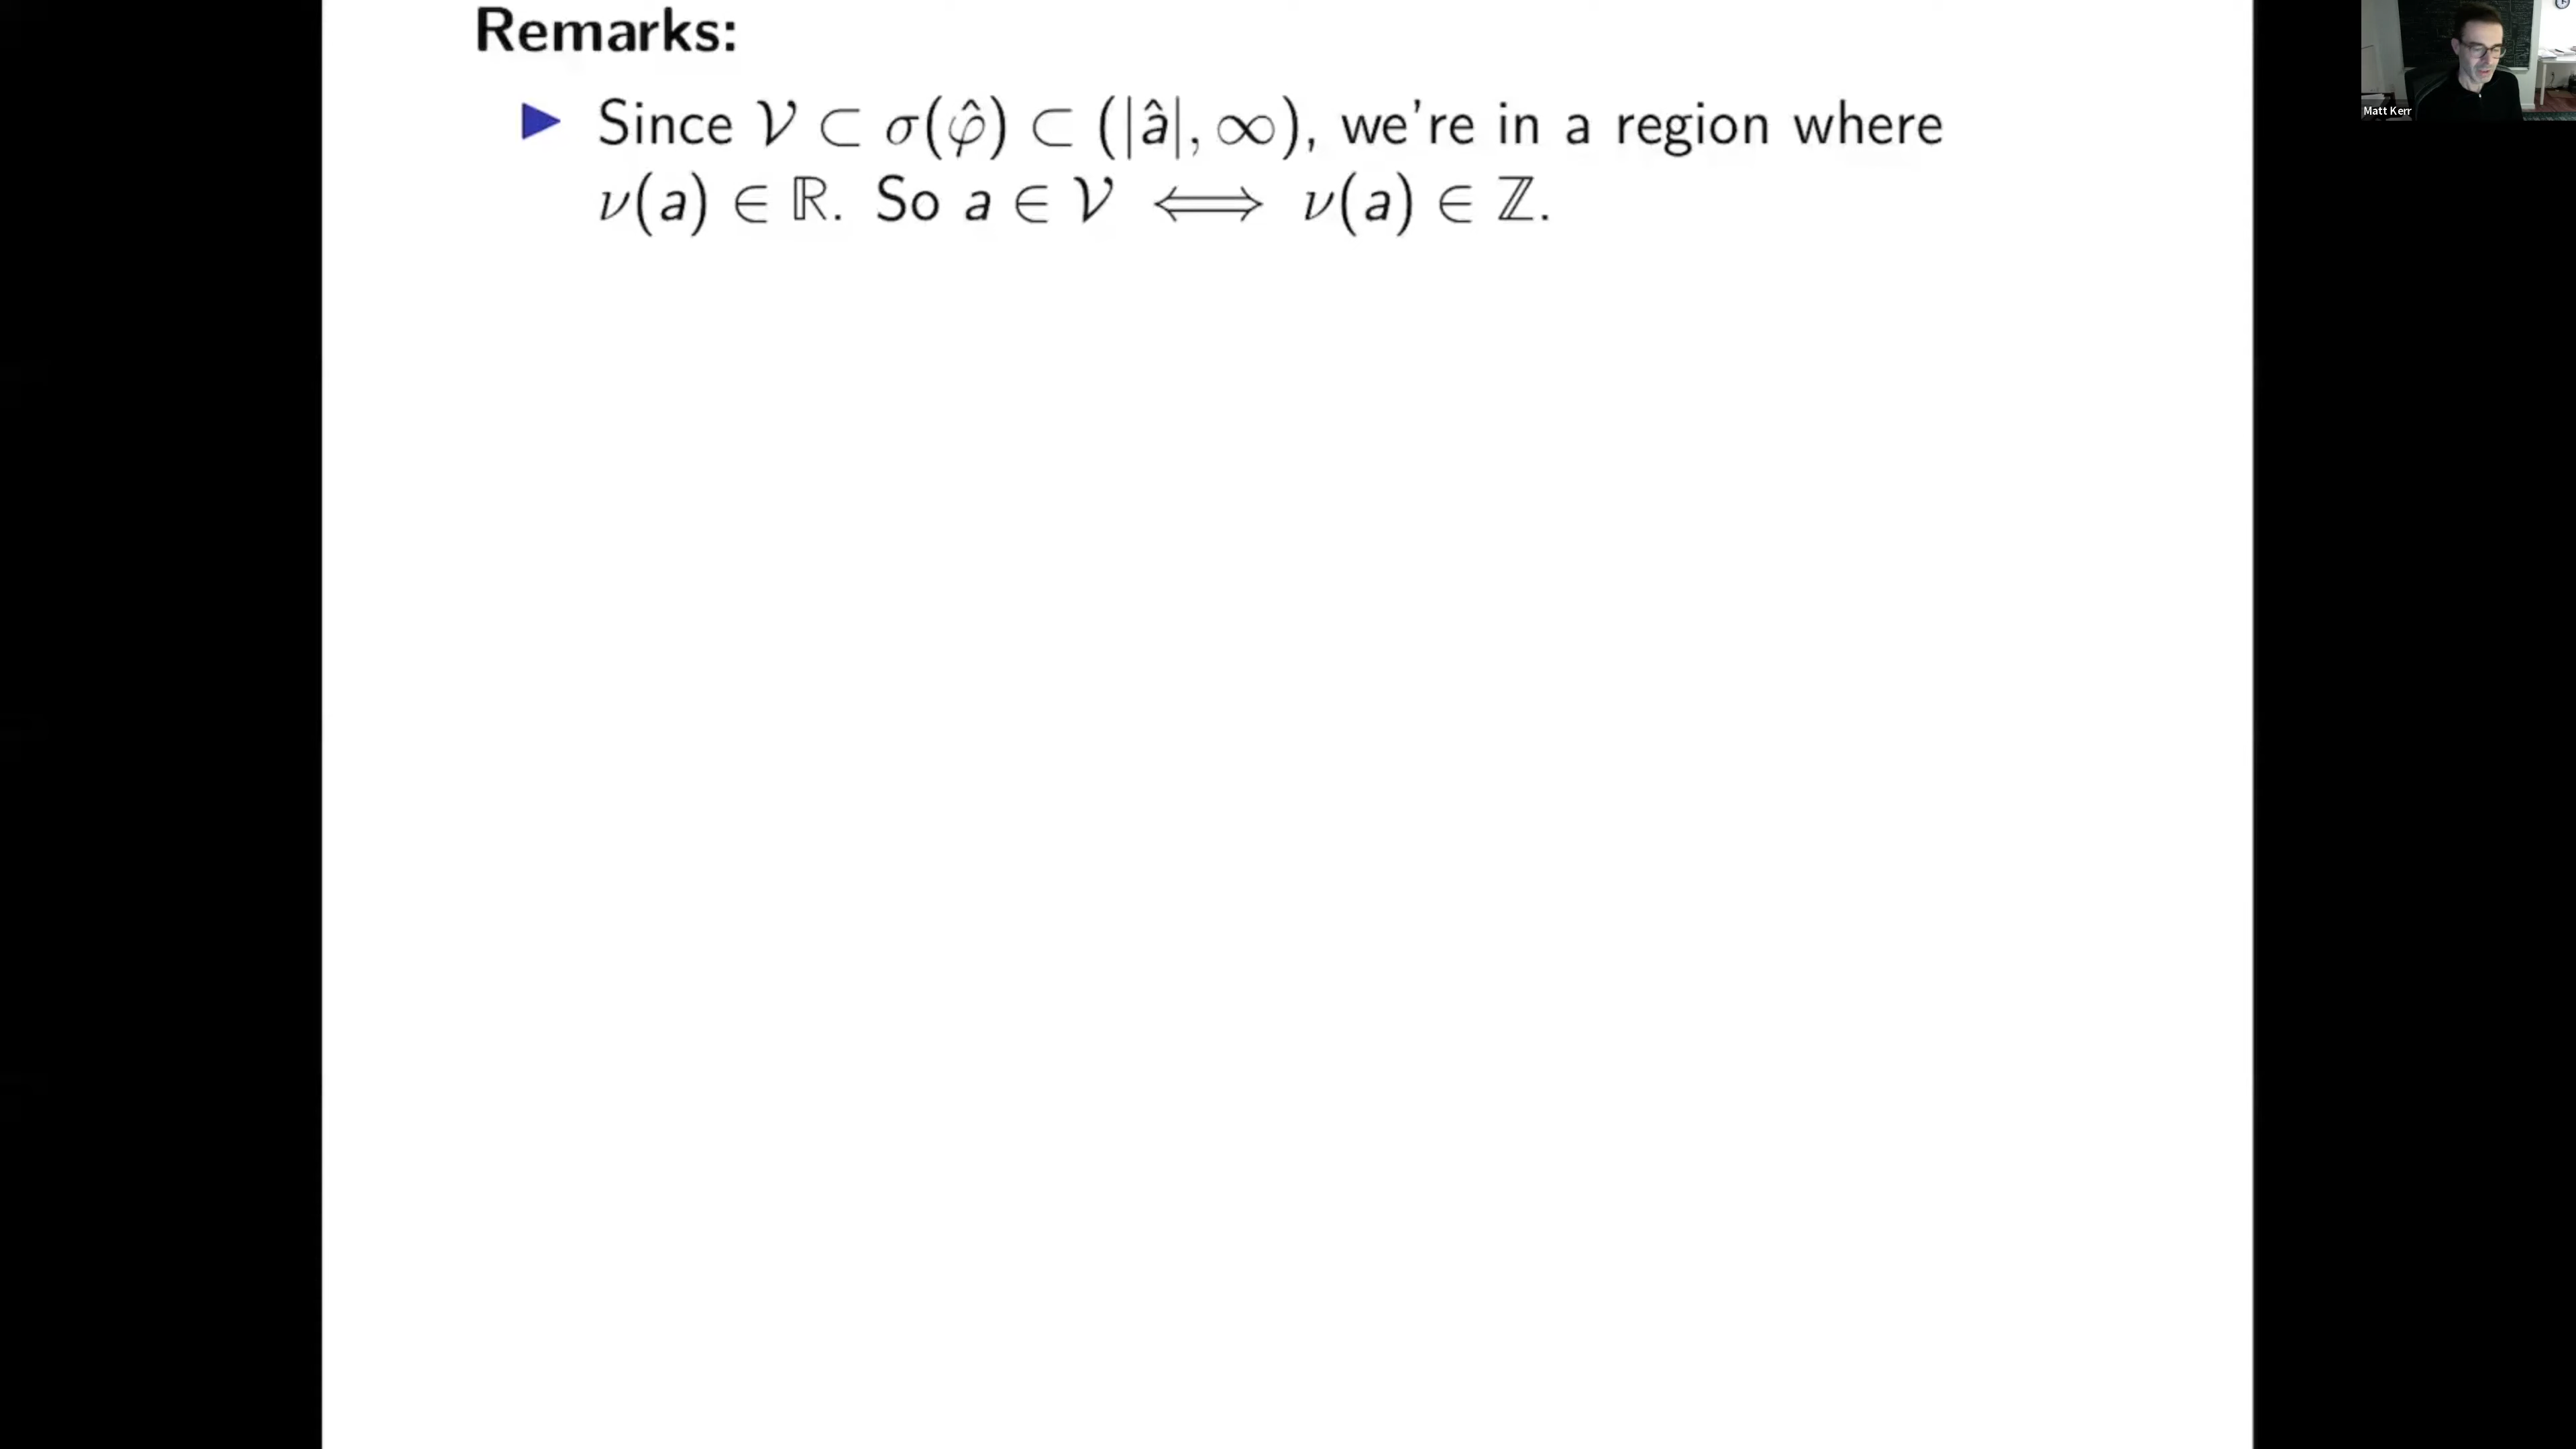 Remarks:
▶ Since 𝒱 ⊂ σ(φ̂) ⊂ (|â|, ∞), we're in a region where
ν(a) ∈ ℝ. So a ∈ 𝒱 ⟺ ν(a) ∈ ℤ.
Matt Kerr